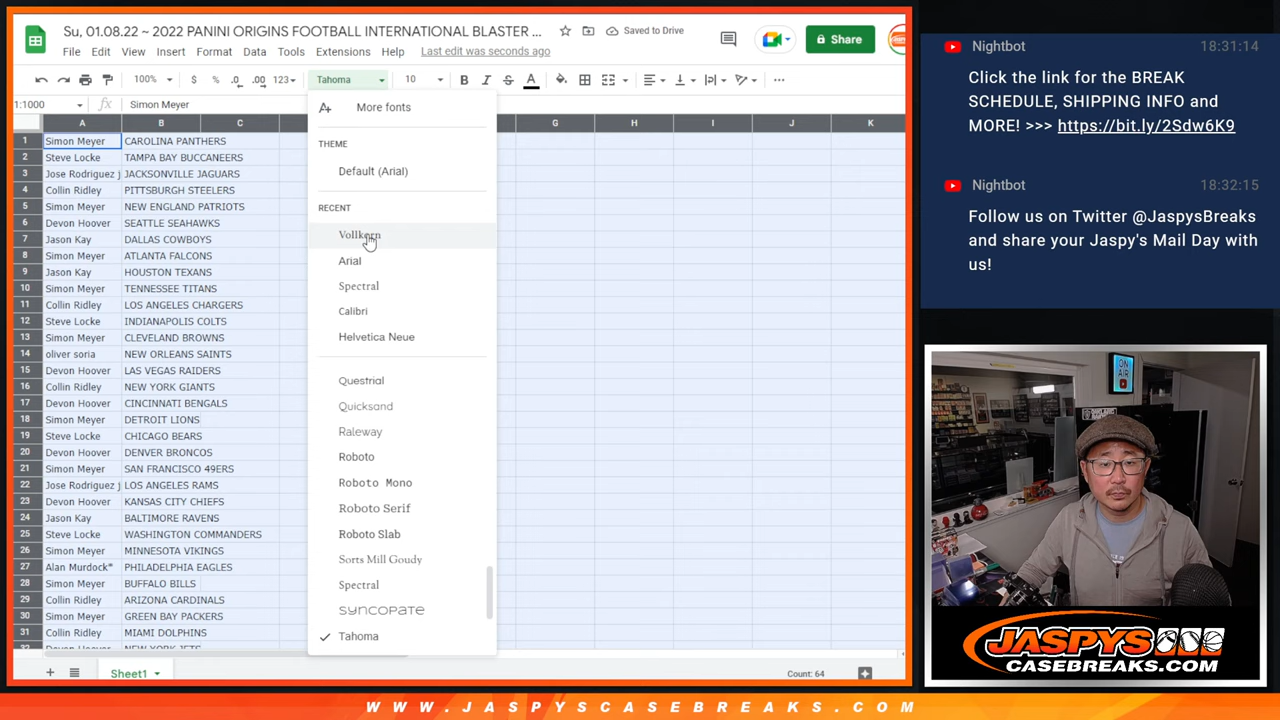 Su, 01.08.22 ~ 2022 PANINI ORIGINS FOOTBALL INTERNATIONAL BLASTER ...
Saved to Drive
File Edit View Insert Format Data Tools Extensions Help Last edit was seconds ago
Share
100% $ % .0 .00 123 Tahoma 10 B I S A
1:1000 fx Simon Meyer
A B C G H I J K
1 Simon Meyer CAROLINA PANTHERS
2 Steve Locke TAMPA BAY BUCCANEERS
3 Jose Rodriguez j JACKSONVILLE JAGUARS
4 Collin Ridley PITTSBURGH STEELERS
5 Simon Meyer NEW ENGLAND PATRIOTS
6 Devon Hoover SEATTLE SEAHAWKS
7 Jason Kay DALLAS COWBOYS
8 Simon Meyer ATLANTA FALCONS
9 Jason Kay HOUSTON TEXANS
10 Simon Meyer TENNESSEE TITANS
11 Collin Ridley LOS ANGELES CHARGERS
12 Steve Locke INDIANAPOLIS COLTS
13 Simon Meyer CLEVELAND BROWNS
14 oliver soria NEW ORLEANS SAINTS
15 Devon Hoover LAS VEGAS RAIDERS
16 Collin Ridley NEW YORK GIANTS
17 Devon Hoover CINCINNATI BENGALS
18 Simon Meyer DETROIT LIONS
19 Steve Locke CHICAGO BEARS
20 Devon Hoover DENVER BRONCOS
21 Simon Meyer SAN FRANCISCO 49ERS
22 Jose Rodriguez j LOS ANGELES RAMS
23 Devon Hoover KANSAS CITY CHIEFS
24 Jason Kay BALTIMORE RAVENS
25 Steve Locke WASHINGTON COMMANDERS
26 Simon Meyer MINNESOTA VIKINGS
27 Alan Murdock* PHILADELPHIA EAGLES
28 Simon Meyer BUFFALO BILLS
29 Collin Ridley ARIZONA CARDINALS
30 Simon Meyer GREEN BAY PACKERS
31 Collin Ridley MIAMI DOLPHINS
32 Devon Hoover NEW YORK JETS
More fonts
THEME
Default (Arial)
RECENT
Vollkorn
Arial
Spectral
Calibri
Helvetica Neue
Questrial
Quicksand
Raleway
Roboto
Roboto Mono
Roboto Serif
Roboto Slab
Sorts Mill Goudy
Spectral
Syncopate
Tahoma
Sheet1
Count: 64
Nightbot 18:31:14
Click the link for the BREAK
SCHEDULE, SHIPPING INFO and
MORE! >>> https://bit.ly/2Sdw6K9
Nightbot 18:32:15
Follow us on Twitter @JaspysBreaks
and share your Jaspy's Mail Day with
us!
ON
AIR
JASPYS
CASEBREAKS.COM
WWW.JASPYSCASEBREAKS.COM